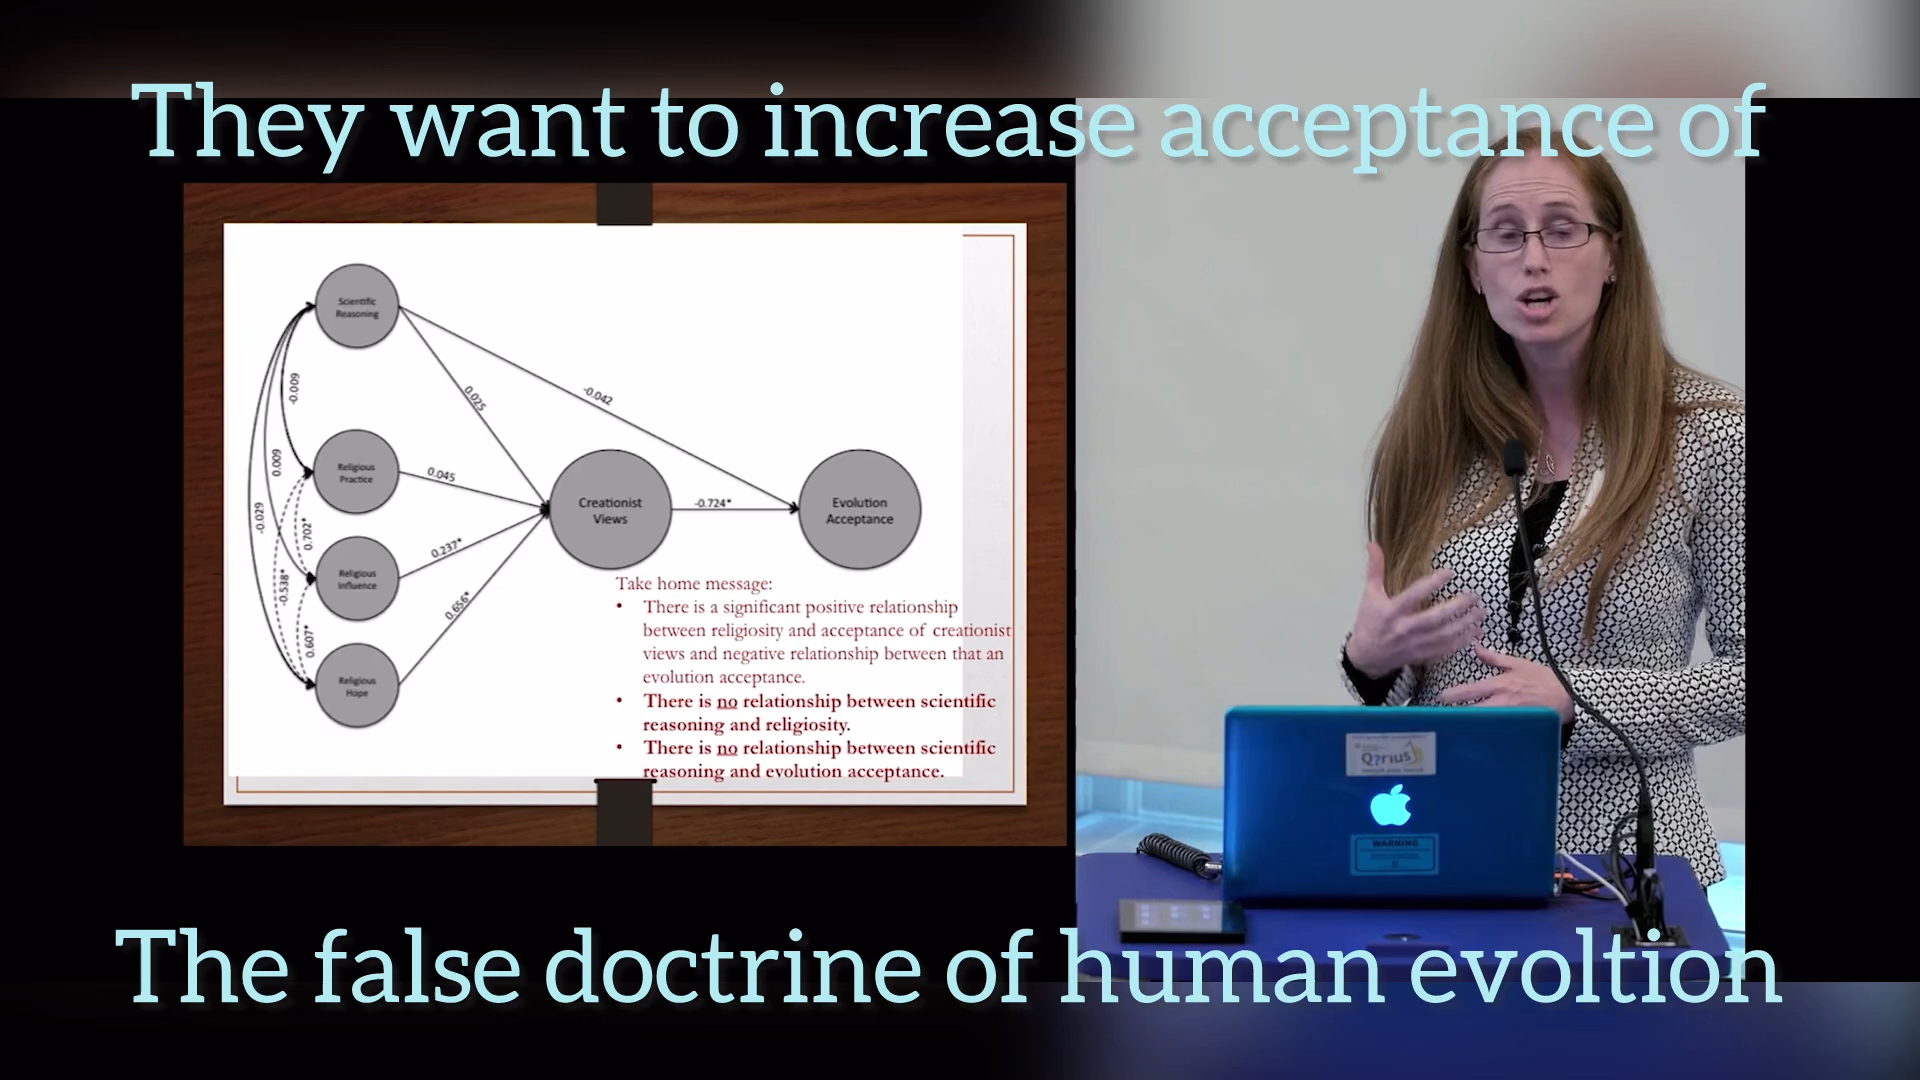 They want to increase acceptance of
Scientific
Reasoning
-0.009
0.025
-0.042
0.009
-0.029
Religious
Practice
0.045
Creationist
Views
-0.724*
Evolution
Acceptance
0.702*
-0.538*
0.237*
Religious
Influence
0.607*
0.656*
Religious
Hope
Take home message:
• There is a significant positive relationship
between religiosity and acceptance of creationist
views and negative relationship between that an
evolution acceptance.
• There is no relationship between scientific
reasoning and religiosity.
• There is no relationship between scientific
reasoning and evolution acceptance.
Q?rius
WARNING
The false doctrine of human evoltion